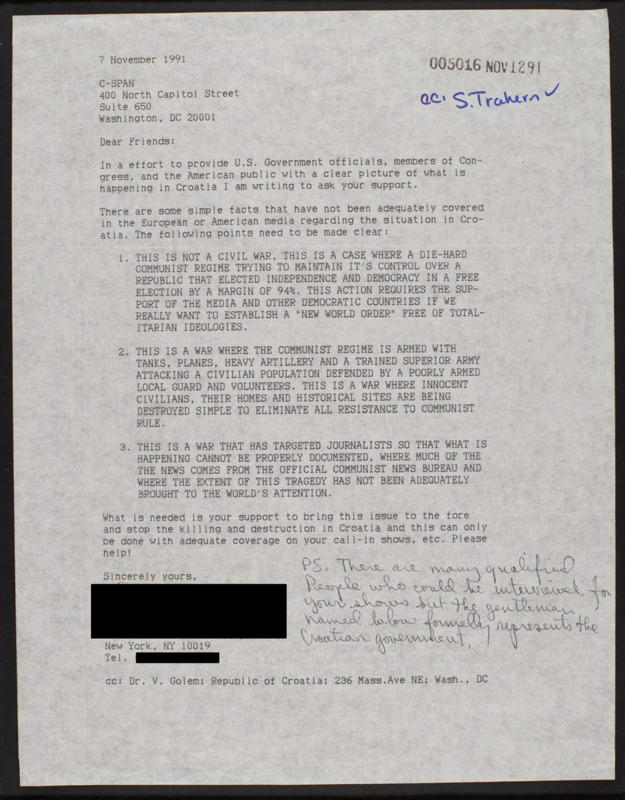 7 November 1991
005016 NOV 1291
cc: S. Trahern ✓
C-SPAN
400 North Capitol Street
Suite 650
Washington, DC 20001
Dear Friends:
In a effort to provide U.S. Government officials, members of Con-
gress, and the American public with a clear picture of what is
happening in Croatia I am writing to ask your support.
There are some simple facts that have not been adequately covered
in the European or American media regarding the situation in Cro-
atia. The following points need to be made clear:
1. THIS IS NOT A CIVIL WAR, THIS IS A CASE WHERE A DIE-HARD
COMMUNIST REGIME TRYING TO MAINTAIN IT'S CONTROL OVER A
REPUBLIC THAT ELECTED INDEPENDENCE AND DEMOCRACY IN A FREE
ELECTION BY A MARGIN OF 94%. THIS ACTION REQUIRES THE SUP-
PORT OF THE MEDIA AND OTHER DEMOCRATIC COUNTRIES IF WE
REALLY WANT TO ESTABLISH A "NEW WORLD ORDER" FREE OF TOTAL-
ITARIAN IDEOLOGIES.
2. THIS IS A WAR WHERE THE COMMUNIST REGIME IS ARMED WITH
TANKS, PLANES, HEAVY ARTILLERY AND A TRAINED SUPERIOR ARMY
ATTACKING A CIVILIAN POPULATION DEFENDED BY A POORLY ARMED
LOCAL GUARD AND VOLUNTEERS. THIS IS A WAR WHERE INNOCENT
CIVILIANS, THEIR HOMES AND HISTORICAL SITES ARE BEING
DESTROYED SIMPLE TO ELIMINATE ALL RESISTANCE TO COMMUNIST
RULE.
3. THIS IS A WAR THAT HAS TARGETED JOURNALISTS SO THAT WHAT IS
HAPPENING CANNOT BE PROPERLY DOCUMENTED, WHERE MUCH OF THE
THE NEWS COMES FROM THE OFFICIAL COMMUNIST NEWS BUREAU AND
WHERE THE EXTENT OF THIS TRAGEDY HAS NOT BEEN ADEQUATELY
BROUGHT TO THE WORLD'S ATTENTION.
What is needed is your support to bring this issue to the fore
and stop the killing and destruction in Croatia and this can only
be done with adequate coverage on your call-in shows, etc. Please
help!
Sincerely yours,
PS. There are many qualified
People who could be interviewed for
your shows but the gentleman
named below formally represents the
Croatian government.
New York, NY 10019
Tel.
cc: Dr. V. Golem; Republic of Croatia; 236 Mass.Ave NE; Wash., DC